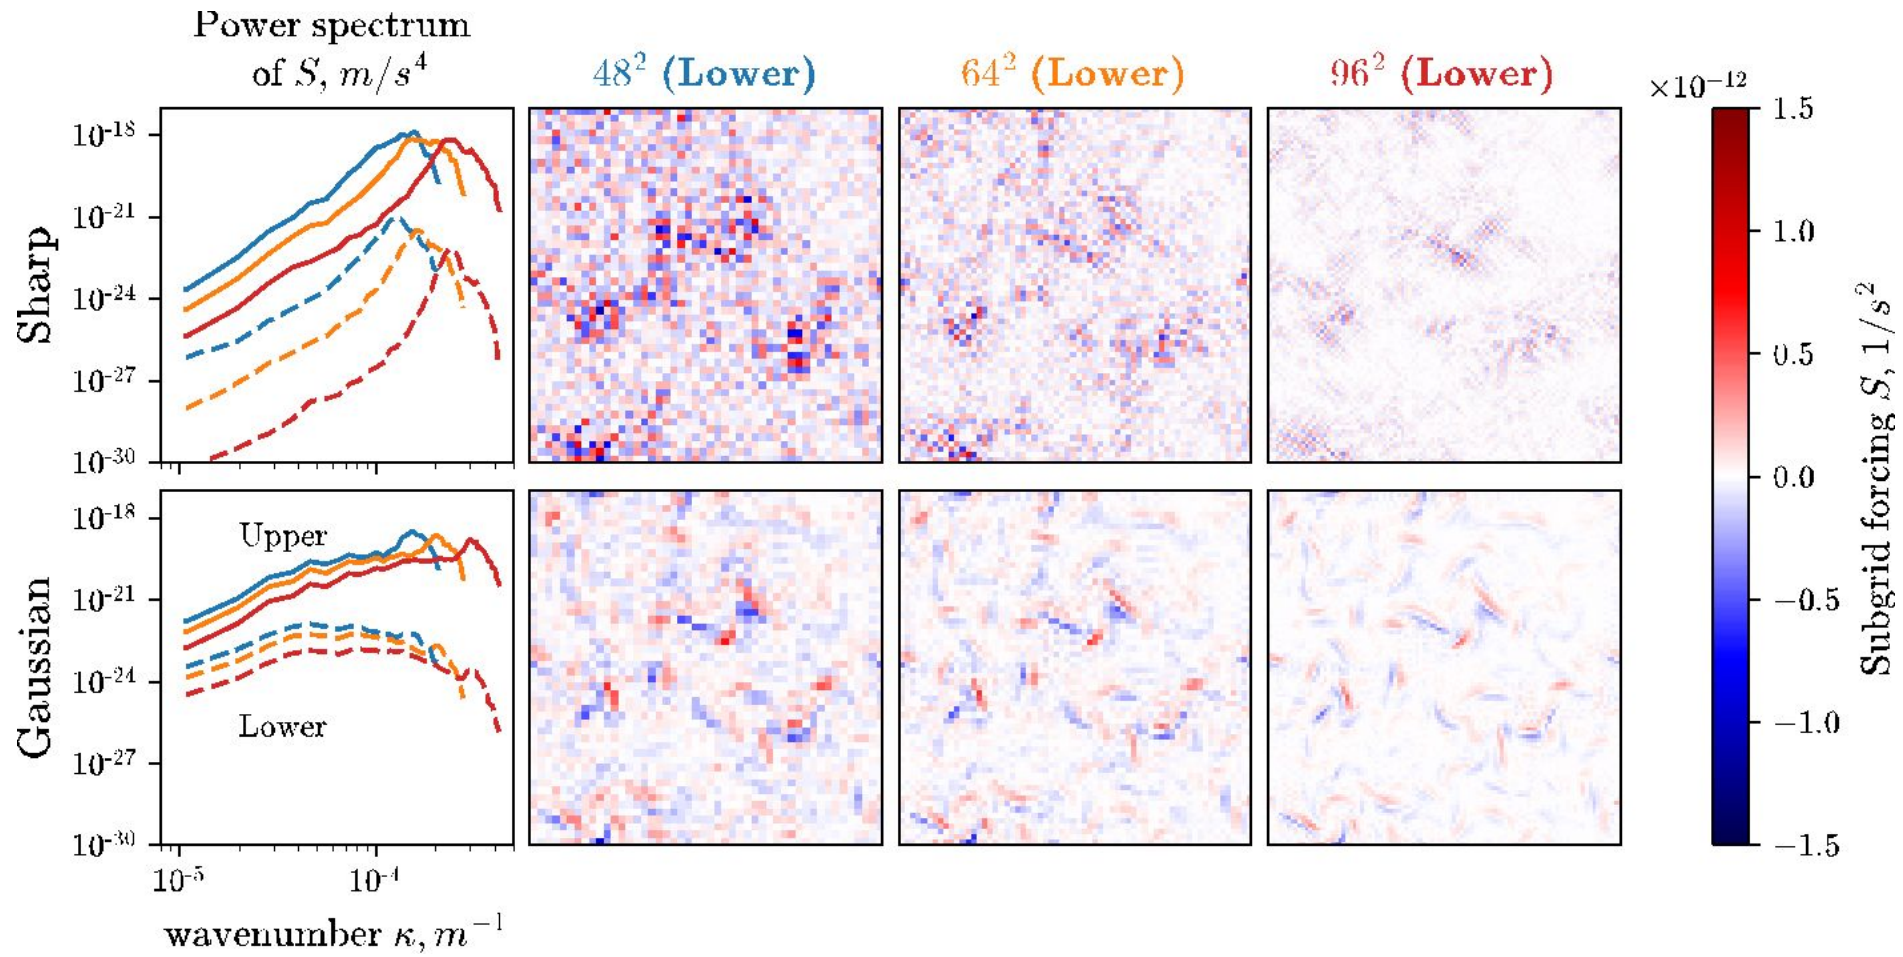 Power spectrum
of S, m/s⁴
48² (Lower)
64² (Lower)
96² (Lower)
×10⁻¹²
Sharp
10⁻¹⁸
10⁻²¹
10⁻²⁴
10⁻²⁷
10⁻³⁰
Gaussian
10⁻¹⁸
10⁻²¹
10⁻²⁴
10⁻²⁷
10⁻³⁰
Upper
Lower
10⁻⁵
10⁻⁴
wavenumber κ, m⁻¹
1.5
1.0
0.5
0.0
−0.5
−1.0
−1.5
Subgrid forcing S, 1/s²